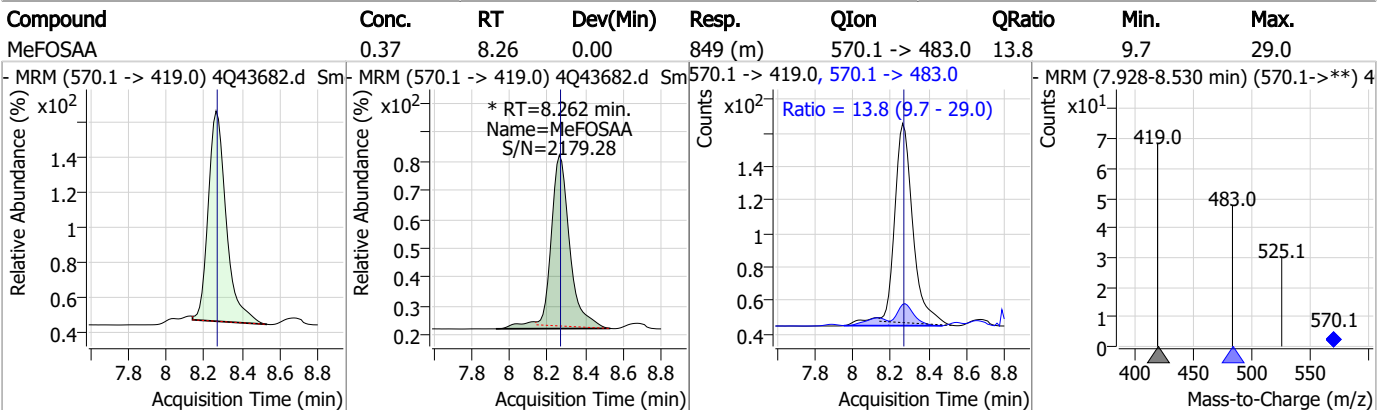 Compound Conc. RT Dev(Min) Resp. QIon QRatio Min. Max.
MeFOSAA 0.37 8.26 0.00 849 (m) 570.1 -> 483.0 13.8 9.7 29.0
- MRM (570.1 -> 419.0) 4Q43682.d Sm
Relative Abundance (%)
x10²
1.4
1.2
1
0.8
0.6
0.4
7.8 8 8.2 8.4 8.6 8.8
Acquisition Time (min)
- MRM (570.1 -> 419.0) 4Q43682.d Sm
Relative Abundance (%)
x10²
* RT=8.262 min.
Name=MeFOSAA
S/N=2179.28
0.8
0.7
0.6
0.5
0.4
0.3
0.2
7.8 8 8.2 8.4 8.6 8.8
Acquisition Time (min)
570.1 -> 419.0, 570.1 -> 483.0
Counts
x10²
Ratio = 13.8 (9.7 - 29.0)
1.4
1.2
1
0.8
0.6
0.4
7.8 8 8.2 8.4 8.6 8.8
Acquisition Time (min)
- MRM (7.928-8.530 min) (570.1->**) 4
Counts
x10¹
7
6
5
4
3
2
1
0
419.0
483.0
525.1
570.1
400 450 500 550
Mass-to-Charge (m/z)